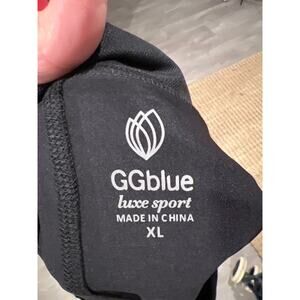 GGblue
luxe sport
MADE IN CHINA
XL